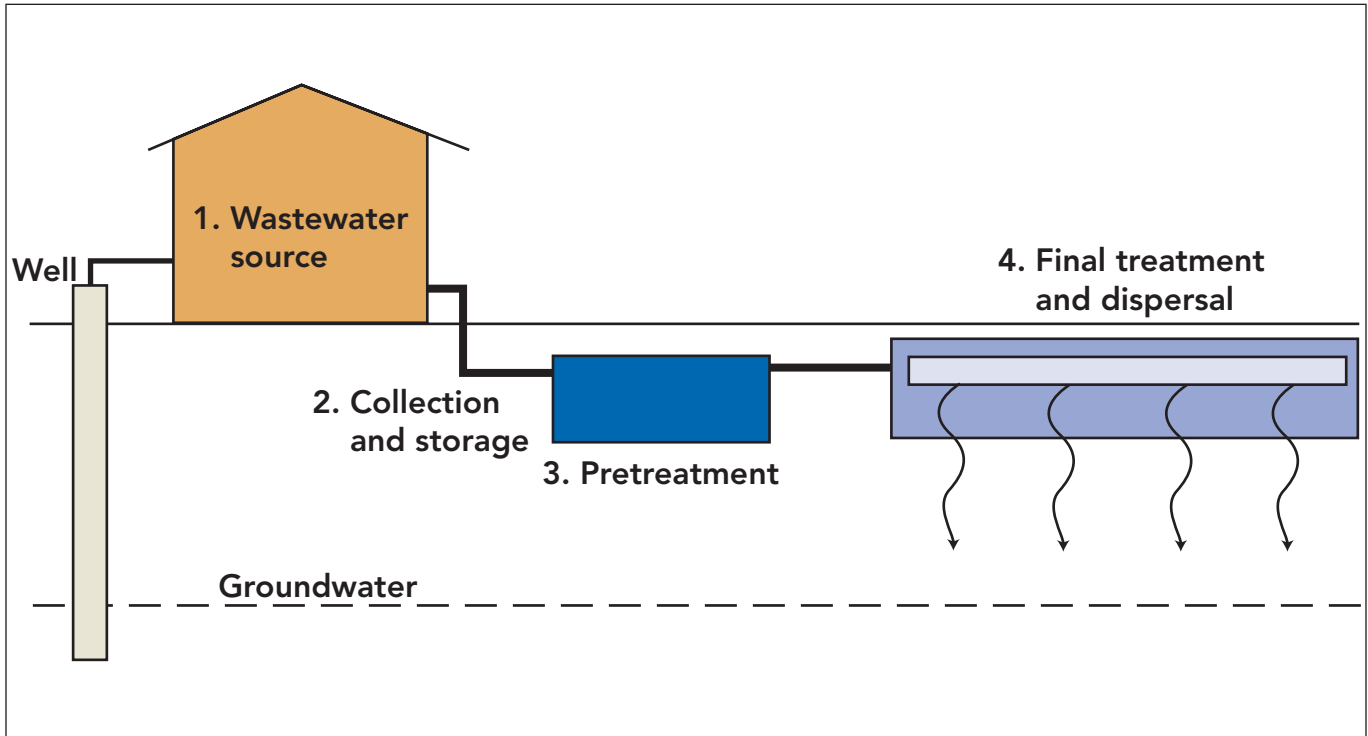 1. Wastewater
source
Well
4. Final treatment
and dispersal
2. Collection
and storage
3. Pretreatment
Groundwater